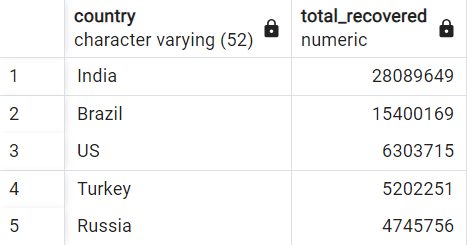 country total_recovered
character varying (52) numeric
1 India 28089649
2 Brazil 15400169
3 US 6303715
4 Turkey 5202251
5 Russia 4745756